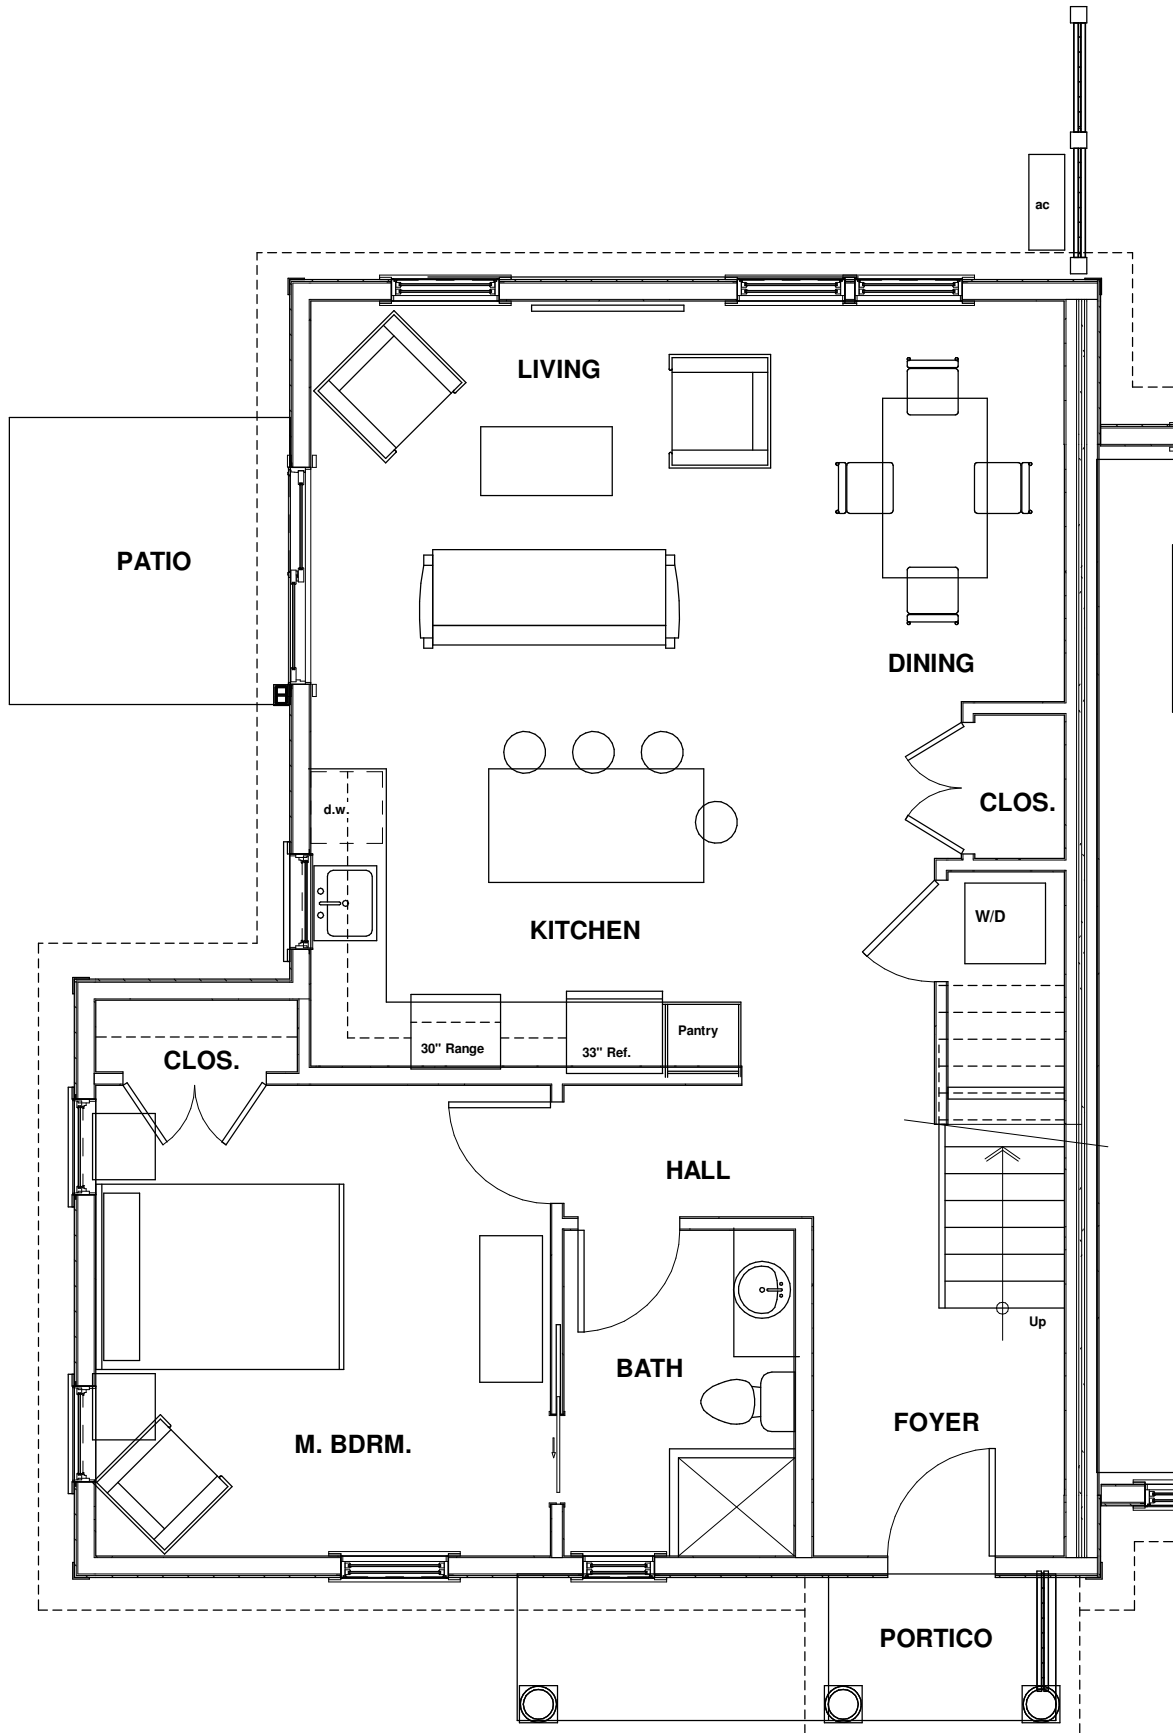 ac
LIVING
PATIO
DINING
d.w.
CLOS.
W/D
KITCHEN
Pantry
30" Range
33" Ref.
CLOS.
HALL
Up
BATH
FOYER
M. BDRM.
PORTICO